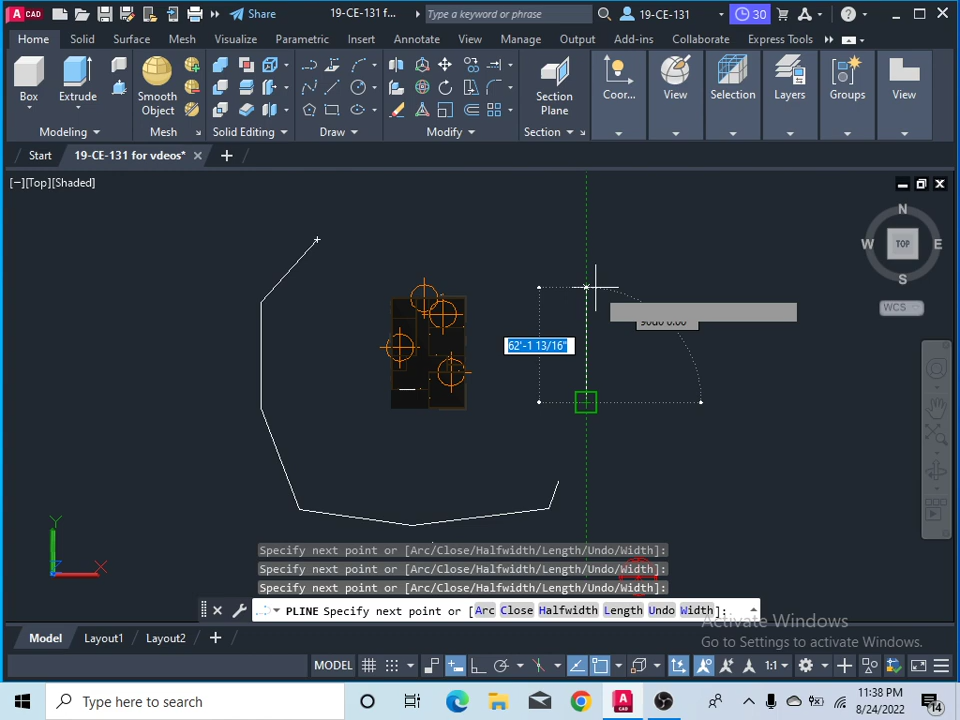 CAD Share 19-CE-131 f... Type a keyword or phrase 19-CE-131 30
Home Solid Surface Mesh Visualize Parametric Insert Annotate View Manage Output Add-ins Collaborate Express Tools
Box Extrude Smooth Object Section Plane Coor... View Selection Layers Groups View
Modeling Mesh Solid Editing Draw Modify Section
Start 19-CE-131 for vdeos*
[−][Top][Shaded]
N
W TOP E
S
WCS
62'-1 13/16"
Y
X
Specify next point or [Arc/Close/Halfwidth/Length/Undo/Width]:
Specify next point or [Arc/Close/Halfwidth/Length/Undo/Width]:
Specify next point or [Arc/Close/Halfwidth/Length/Undo/Width]:
PLINE Specify next point or [Arc Close Halfwidth Length Undo Width]:
Activate Windows
Go to Settings to activate Windows.
Model Layout1 Layout2
MODEL 1:1
Type here to search
11:38 PM
8/24/2022
14